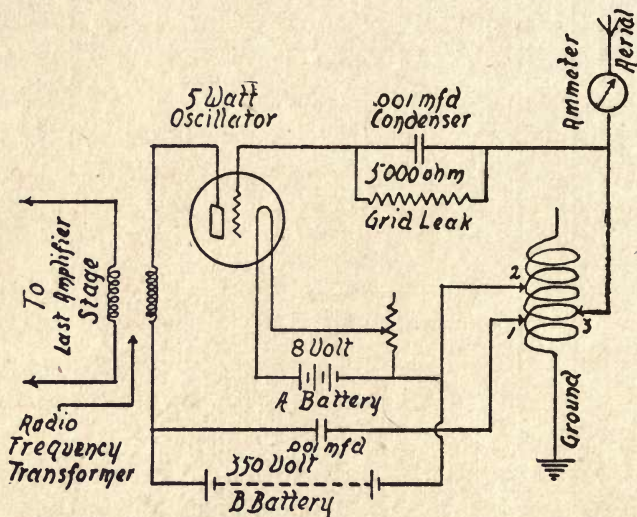 5 Watt
Oscillator
.001 mfd
Condenser
5000 ohm
Grid Leak
Ammeter
Aerial
To
Last Amplifier
Stage
2
1
3
8 Volt
A Battery
.001 mfd
350 Volt
B Battery
Radio
Frequency
Transformer
Ground